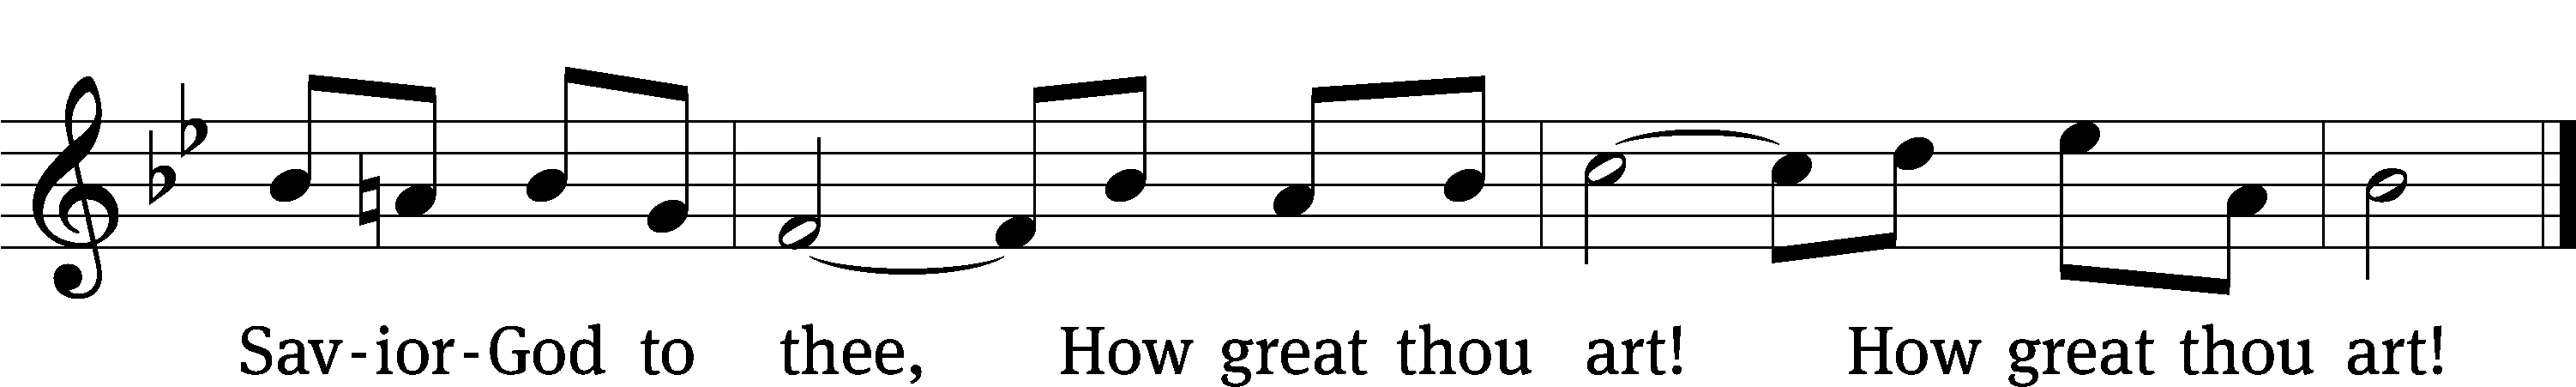 Sav-ior-God to thee, How great thou art! How great thou art!